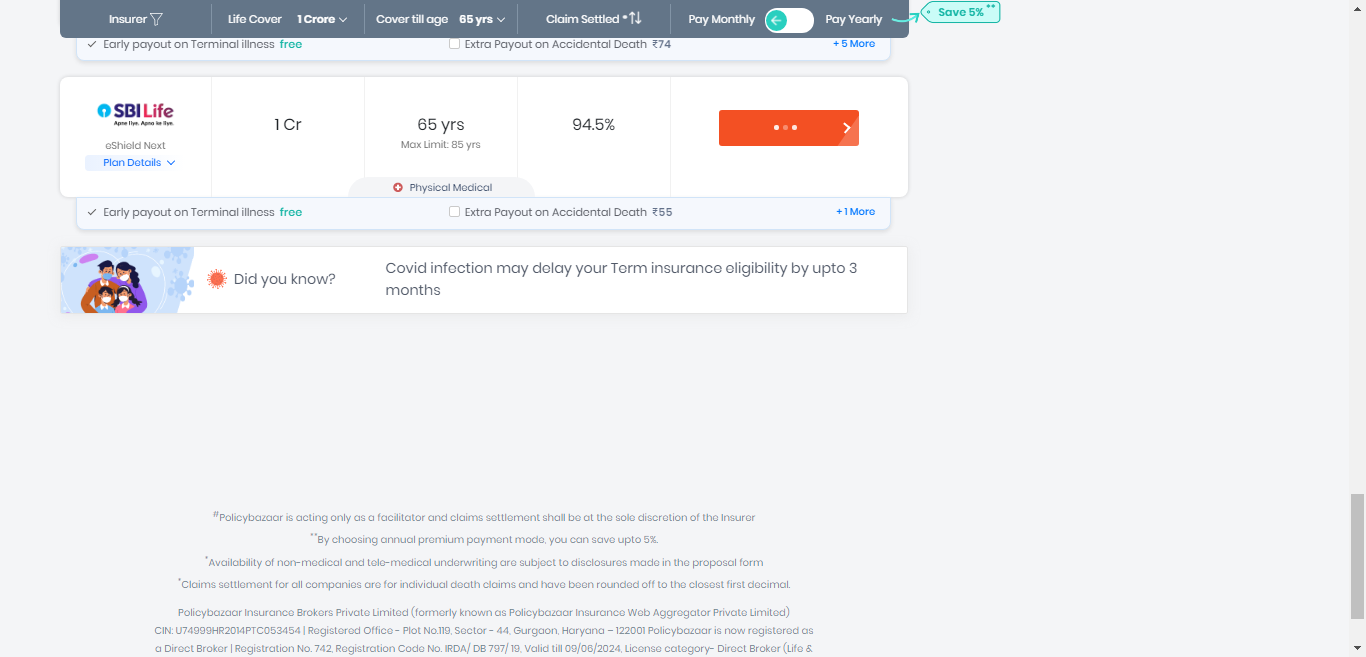 Insurer Life Cover 1 Crore Cover till age 65 yrs Claim Settled * Pay Monthly Pay Yearly Save 5% **
Early payout on Terminal illness free Extra Payout on Accidental Death ₹74 + 5 More
SBI Life
Apne liye. Apno ke liye.
eShield Next
Plan Details
1 Cr
65 yrs
Max Limit: 85 yrs
94.5%
Physical Medical
Early payout on Terminal illness free Extra Payout on Accidental Death ₹55 + 1 More
Did you know?
Covid infection may delay your Term insurance eligibility by upto 3
months
#Policybazaar is acting only as a facilitator and claims settlement shall be at the sole discretion of the Insurer
**By choosing annual premium payment mode, you can save upto 5%.
*Availability of non-medical and tele-medical underwriting are subject to disclosures made in the proposal form
*Claims settlement for all companies are for individual death claims and have been rounded off to the closest first decimal.
Policybazaar Insurance Brokers Private Limited (formerly known as Policybazaar Insurance Web Aggregator Private Limited)
CIN: U74999HR2014PTC053454 | Registered Office - Plot No.119, Sector - 44, Gurgaon, Haryana – 122001 Policybazaar is now registered as
a Direct Broker | Registration No. 742, Registration Code No. IRDA/ DB 797/ 19, Valid till 09/06/2024, License category- Direct Broker (Life &